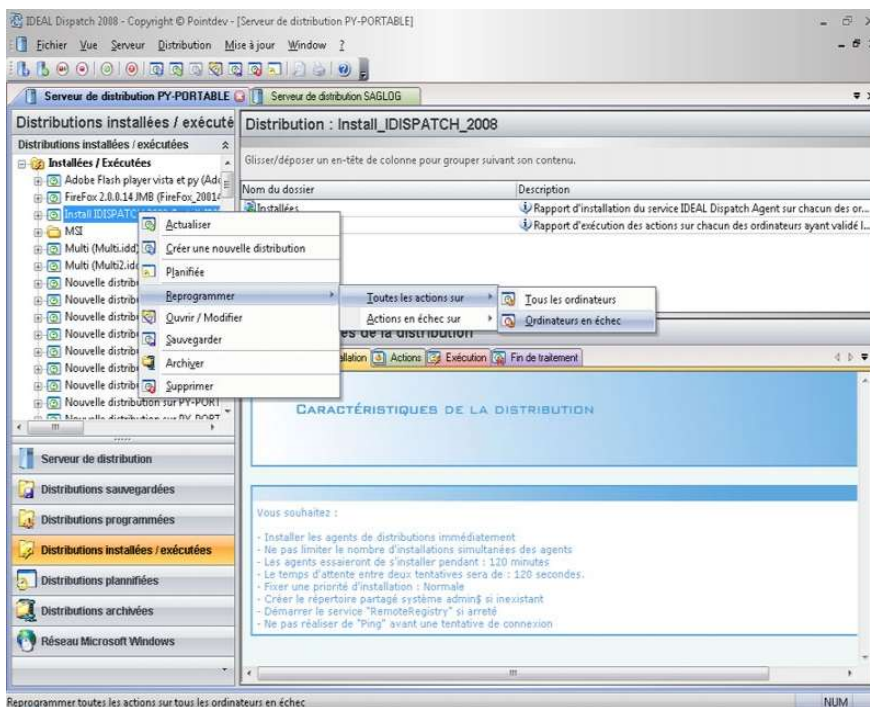 IDEAL Dispatch 2008 - Copyright © Pointdev - [Serveur de distribution PY-PORTABLE]
Fichier Vue Serveur Distribution Mise à jour Window ?
Serveur de distribution PY-PORTABLE
Serveur de distribution SAGLOG
Distributions installées / exécuté
Distributions installées / exécutées
Installées / Exécutées
Adobe Flash player vista et py (Ad
FireFox 2.0.0.14 JMB (FireFox_20014
Install IDISPATC
MSI
Multi (Multi.idd)
Multi (Multi2.id
Nouvelle distrib
Nouvelle distrib
Nouvelle distrib
Nouvelle distrib
Nouvelle distrib
Nouvelle distrib
Nouvelle distrib
Nouvelle distribution sur PY-PORT
Nouvelle distribution sur PY-PORT
Actualiser
Créer une nouvelle distribution
Planifiée
Reprogrammer
Ouvrir / Modifier
Sauvegarder
Archiver
Supprimer
Toutes les actions sur
Actions en échec sur
Tous les ordinateurs
Ordinateurs en échec
Distribution : Install_IDISPATCH_2008
Glisser/déposer un en-tête de colonne pour grouper suivant son contenu.
Nom du dossier Description
Installées Rapport d'installation du service IDEAL Dispatch Agent sur chacun des or...
Rapport d'exécution des actions sur chacun des ordinateurs ayant validé l...
es de la distribution
allation Actions Exécution Fin de traitement
CARACTÉRISTIQUES DE LA DISTRIBUTION
Vous souhaitez :
- Installer les agents de distributions immédiatement
- Ne pas limiter le nombre d'installations simultanées des agents
- Les agents essaieront de s'installer pendant : 120 minutes
- Le temps d'attente entre deux tentatives sera de : 120 secondes.
- Fixer une priorité d'installation : Normale
- Créer le répertoire partagé système admin$ si inexistant
- Démarrer le service "RemoteRegistry" si arreté
- Ne pas réaliser de "Ping" avant une tentative de connexion
Serveur de distribution
Distributions sauvegardées
Distributions programmées
Distributions installées / exécutées
Distributions plannifiées
Distributions archivées
Réseau Microsoft Windows
Reprogrammer toutes les actions sur tous les ordinateurs en échec
NUM